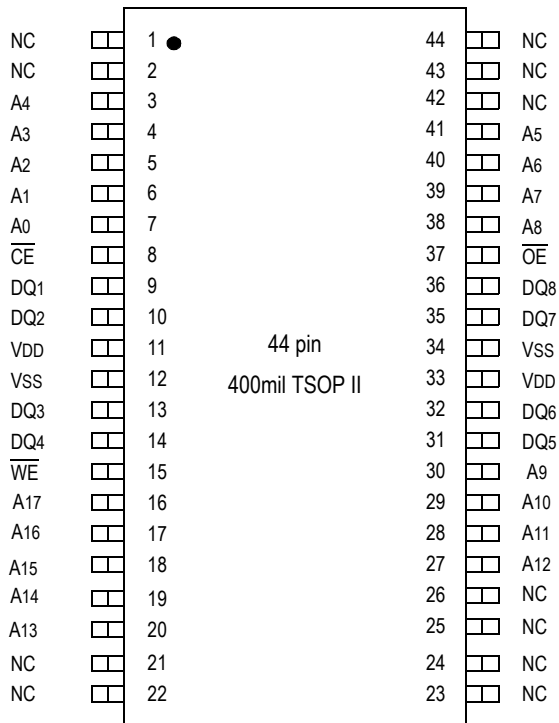 NC 1 44 NC
NC 2 43 NC
A4 3 42 NC
A3 4 41 A5
A2 5 40 A6
A1 6 39 A7
A0 7 38 A8
CE 8 37 OE
DQ1 9 36 DQ8
DQ2 10 35 DQ7
VDD 11 44 pin 34 VSS
VSS 12 400mil TSOP II 33 VDD
DQ3 13 32 DQ6
DQ4 14 31 DQ5
WE 15 30 A9
A17 16 29 A10
A16 17 28 A11
A15 18 27 A12
A14 19 26 NC
A13 20 25 NC
NC 21 24 NC
NC 22 23 NC